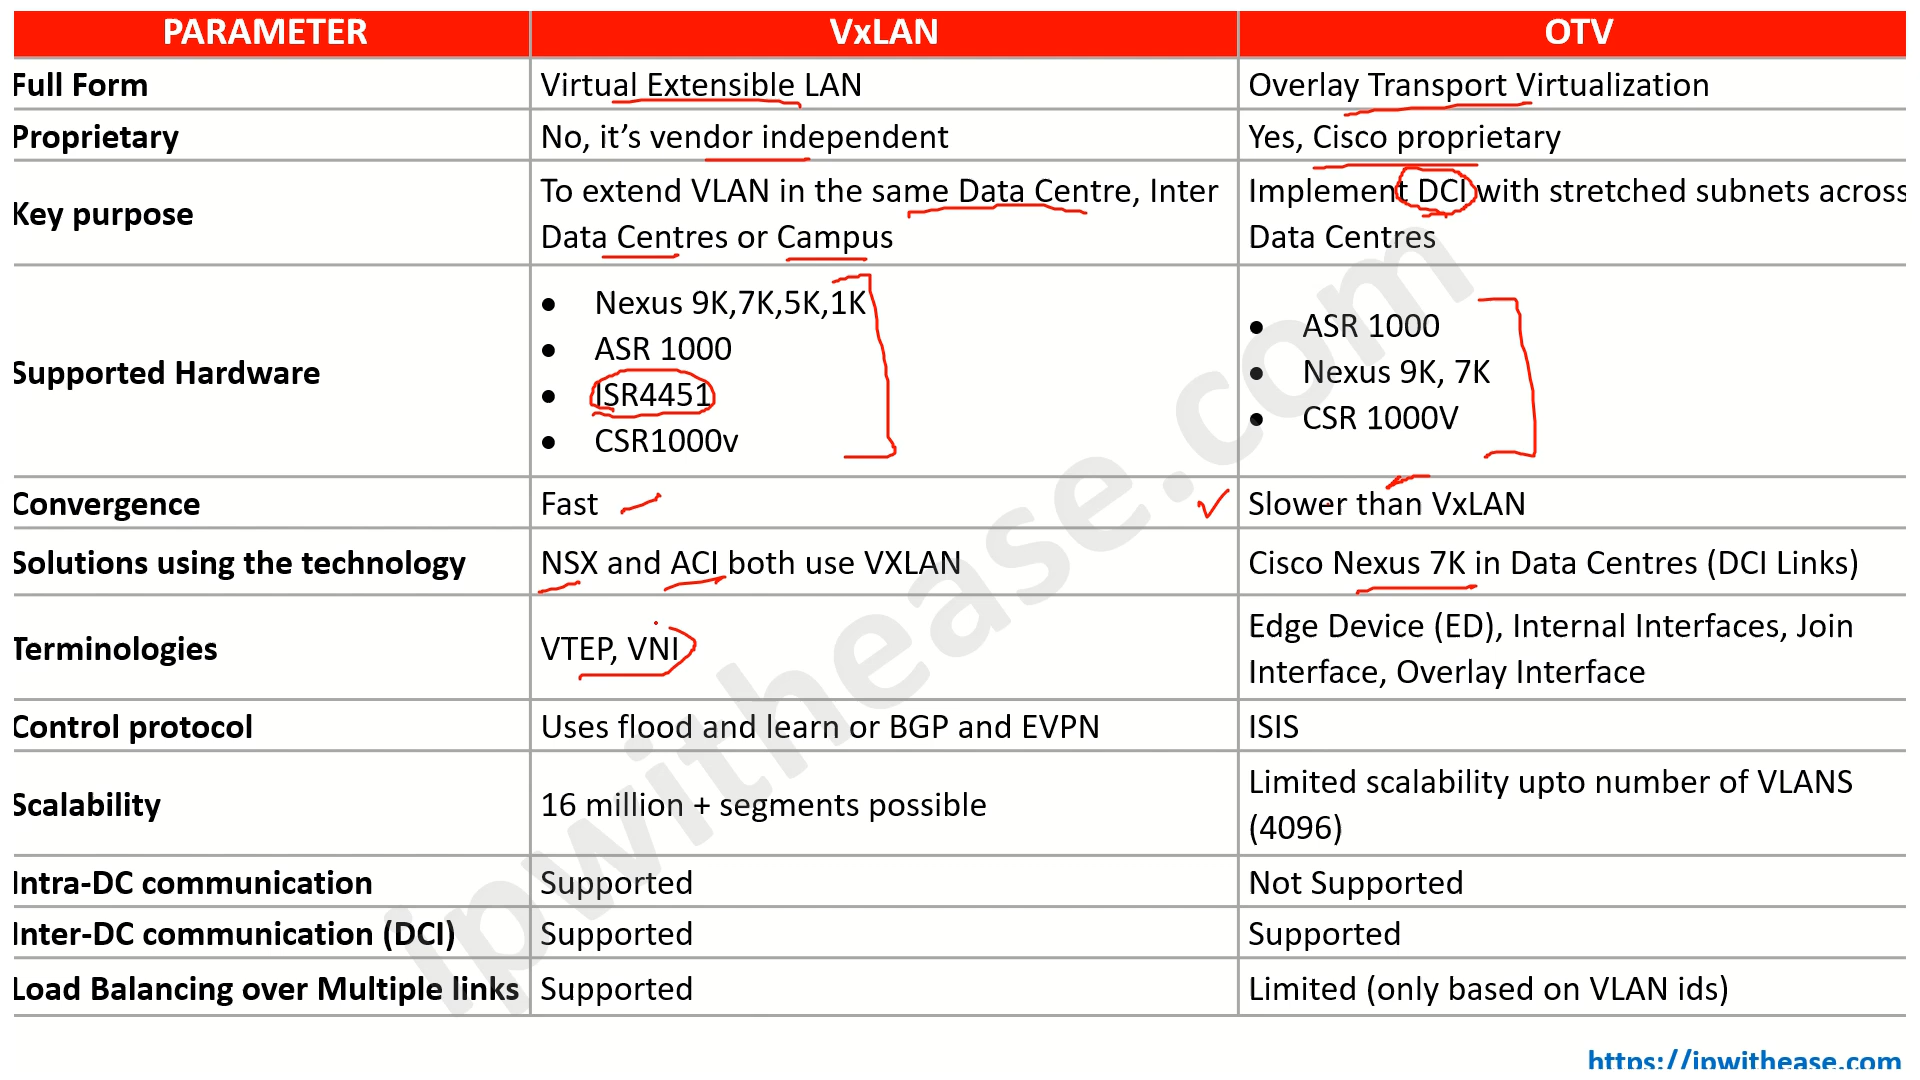 PARAMETER VxLAN OTV
Full Form Virtual Extensible LAN Overlay Transport Virtualization
Proprietary No, it’s vendor independent Yes, Cisco proprietary
Key purpose To extend VLAN in the same Data Centre, Inter
Data Centres or Campus
Implement DCI with stretched subnets across
Data Centres
Supported Hardware
• Nexus 9K,7K,5K,1K
• ASR 1000
• ISR4451
• CSR1000v
• ASR 1000
• Nexus 9K, 7K
• CSR 1000V
Convergence Fast Slower than VxLAN
Solutions using the technology NSX and ACI both use VXLAN Cisco Nexus 7K in Data Centres (DCI Links)
Terminologies VTEP, VNI Edge Device (ED), Internal Interfaces, Join
Interface, Overlay Interface
Control protocol Uses flood and learn or BGP and EVPN ISIS
Scalability 16 million + segments possible Limited scalability upto number of VLANS
(4096)
Intra-DC communication Supported Not Supported
Inter-DC communication (DCI) Supported Supported
Load Balancing over Multiple links Supported Limited (only based on VLAN ids)
ipwithease.com
https://ipwithease.com